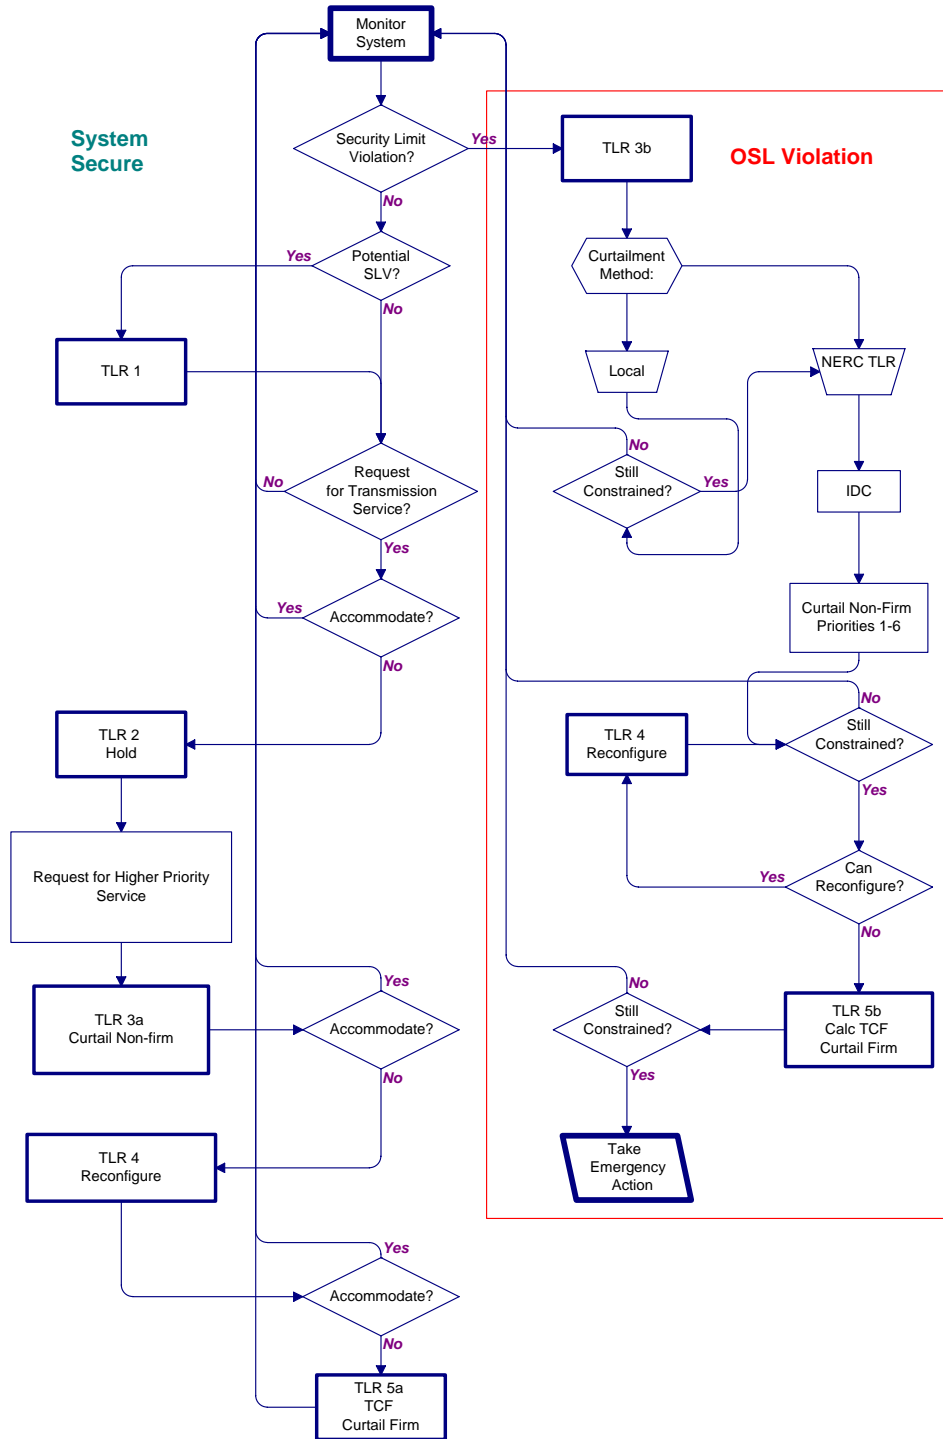 Monitor
System
System
Secure
Security Limit
Violation?
Yes
No
TLR 3b
OSL Violation
Potential
SLV?
Yes
No
Curtailment
Method:
TLR 1
Local
NERC TLR
Request
for Transmission
Service?
No
Yes
Still
Constrained?
No
Yes
IDC
Accommodate?
Yes
No
Curtail Non-Firm
Priorities 1-6
TLR 2
Hold
TLR 4
Reconfigure
Still
Constrained?
No
Yes
Request for Higher Priority
Service
Can
Reconfigure?
Yes
No
TLR 3a
Curtail Non-firm
Accommodate?
Yes
No
Still
Constrained?
No
Yes
TLR 5b
Calc TCF
Curtail Firm
TLR 4
Reconfigure
Take
Emergency
Action
Accommodate?
Yes
No
TLR 5a
TCF
Curtail Firm